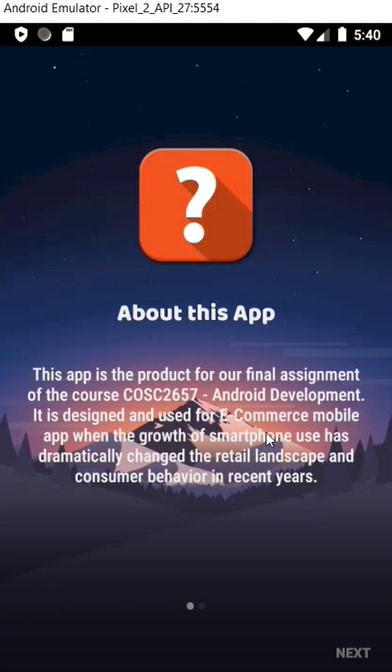 Android Emulator - Pixel_2_API_27:5554
5:40
?
About this App
This app is the product for our final assignment
of the course COSC2657 - Android Development.
It is designed and used for E-Commerce mobile
app when the growth of smartphone use has
dramatically changed the retail landscape and
consumer behavior in recent years.
NEXT